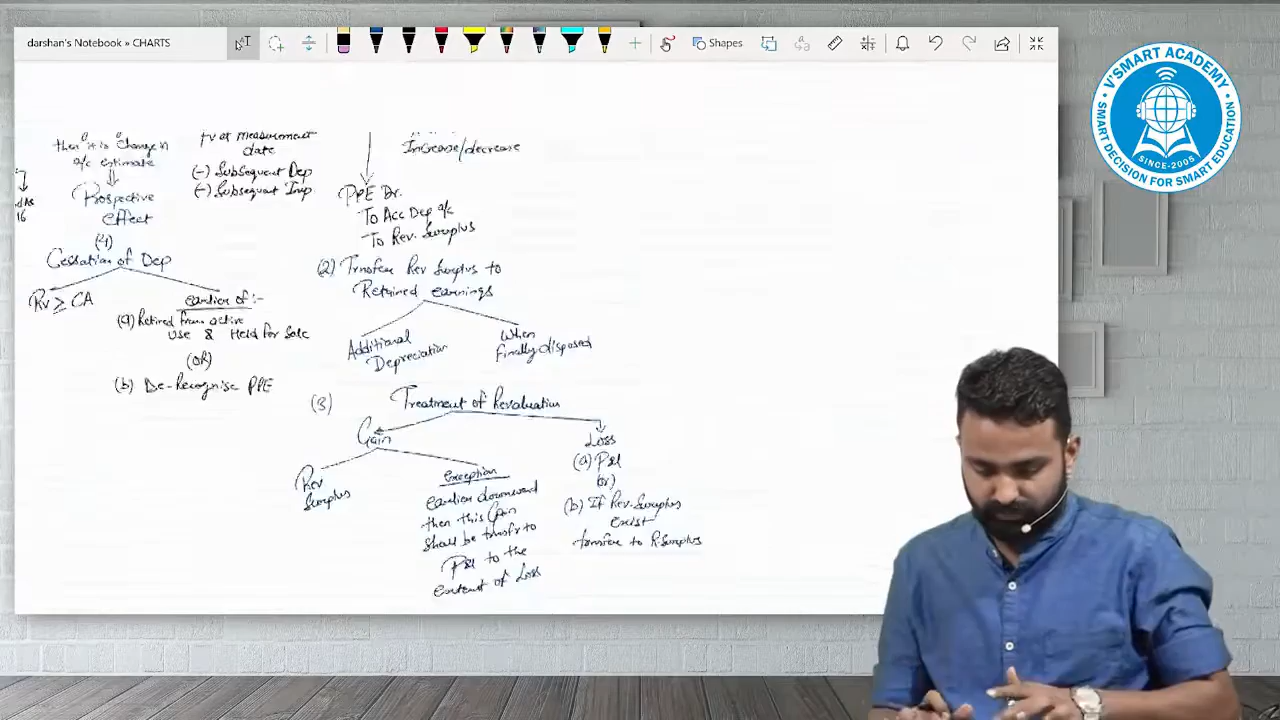 darshan's Notebook » CHARTS
Shapes
V'SMART ACADEMY
SINCE-2005
SMART DECISION FOR SMART EDUCATION
then it is change in
a/c estimate
Prospective
effect
FV at measurement
date
(-) Subsequent Dep
(-) Subsequent Imp
16
(4)
Cessation of Dep
RV ≥ CA
earlier of :-
(a) Retired from active
use & Held for Sale
(or)
(b) De-Recognise PPE
Increase/decrease
PPE Dr.
To Acc Dep a/c
To Rev. Surplus
(2) Trnsfer Rev Surplus to
Retained earnings
Additional
Depreciation
When
finally disposed
(3) Treatment of Revaluation
Gain
Rev
Surplus
Exception
earlier downward
then this Gain
shall be transfr to
P&L to the
extent of Loss
Loss
(a) P&L
(or)
(b) If Rev. Surplus
exist
transfer to R.Surplus